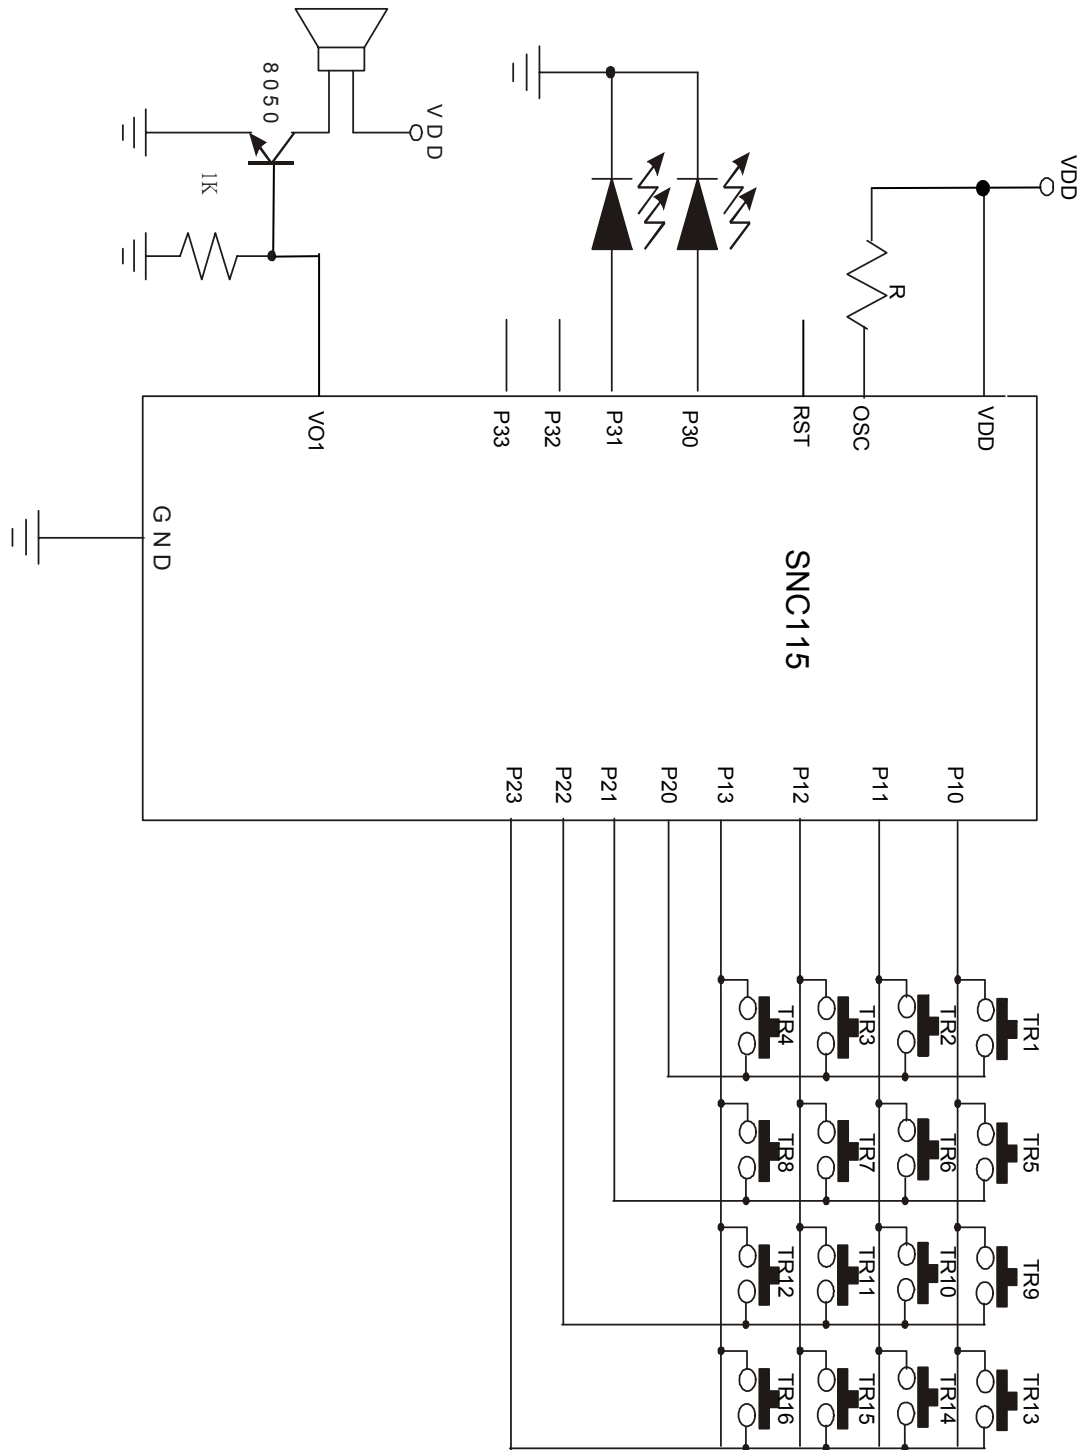 8050
VDD
1K
VDD
R
VO1
P33
P32
P31
P30
RST
OSC
VDD
GND
SNC115
P23
P22
P21
P20
P13
P12
P11
P10
TR4
TR3
TR2
TR1
TR8
TR7
TR6
TR5
TR12
TR11
TR10
TR9
TR16
TR15
TR14
TR13